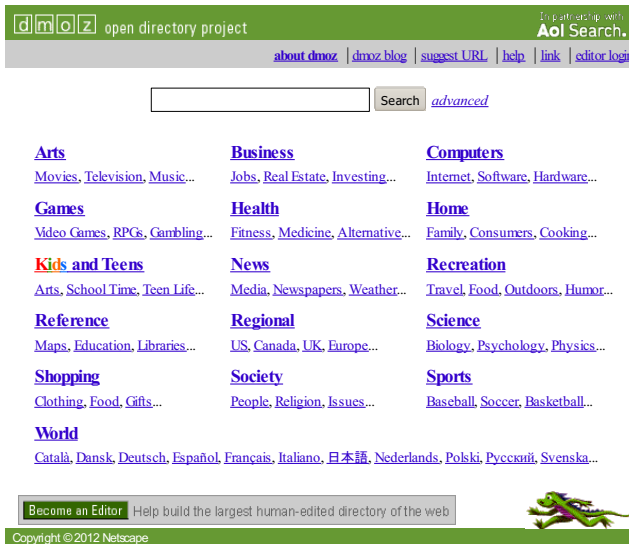 dmoz open directory project
In partnership with
Aol Search.
about dmoz | dmoz blog | suggest URL | help | link | editor login
Search advanced
Arts Business Computers
Movies, Television, Music... Jobs, Real Estate, Investing... Internet, Software, Hardware...
Games Health Home
Video Games, RPGs, Gambling... Fitness, Medicine, Alternative... Family, Consumers, Cooking...
Kids and Teens News Recreation
Arts, School Time, Teen Life... Media, Newspapers, Weather... Travel, Food, Outdoors, Humor...
Reference Regional Science
Maps, Education, Libraries... US, Canada, UK, Europe... Biology, Psychology, Physics...
Shopping Society Sports
Clothing, Food, Gifts... People, Religion, Issues... Baseball, Soccer, Basketball...
World
Català, Dansk, Deutsch, Español, Français, Italiano, 日本語, Nederlands, Polski, Русский, Svenska...
Become an Editor Help build the largest human-edited directory of the web
Copyright © 2012 Netscape